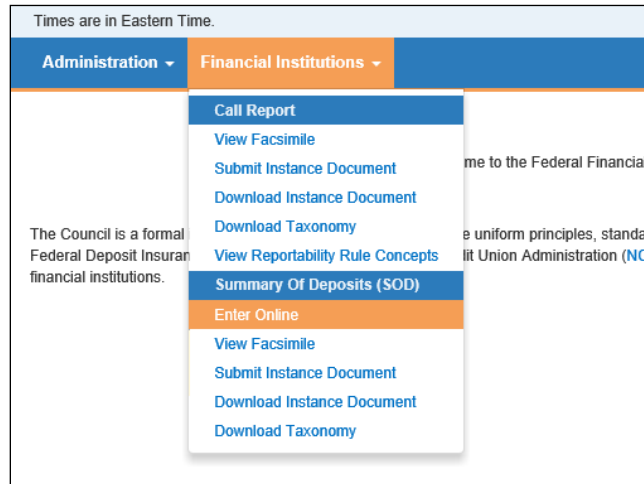 Times are in Eastern Time.
Administration
Financial Institutions
Call Report
View Facsimile
Submit Instance Document
Download Instance Document
Download Taxonomy
View Reportability Rule Concepts
Summary Of Deposits (SOD)
Enter Online
View Facsimile
Submit Instance Document
Download Instance Document
Download Taxonomy
me to the Federal Financia
The Council is a formal e uniform principles, standa
Federal Deposit Insuran dit Union Administration (NC
financial institutions.